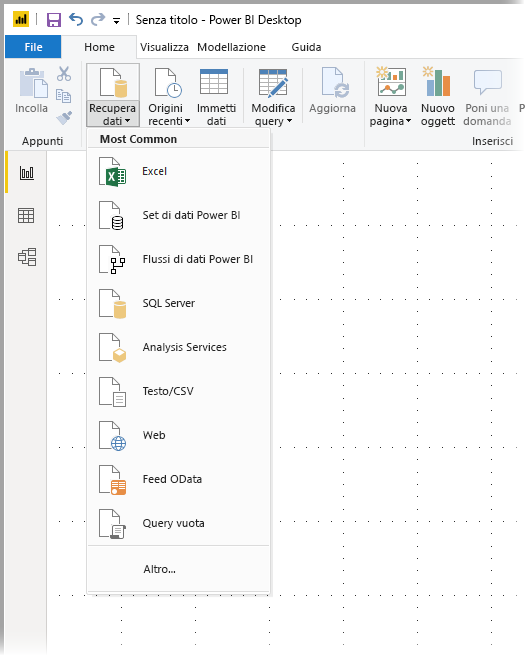 Senza titolo - Power BI Desktop
File Home Visualizza Modellazione Guida
Incolla Recupera dati Origini recenti Immetti dati Modifica query Aggiorna Nuova pagina Nuovo oggett Poni una domanda P
Appunti Inserisci
Most Common
Excel
Set di dati Power BI
Flussi di dati Power BI
SQL Server
Analysis Services
Testo/CSV
Web
Feed OData
Query vuota
Altro...